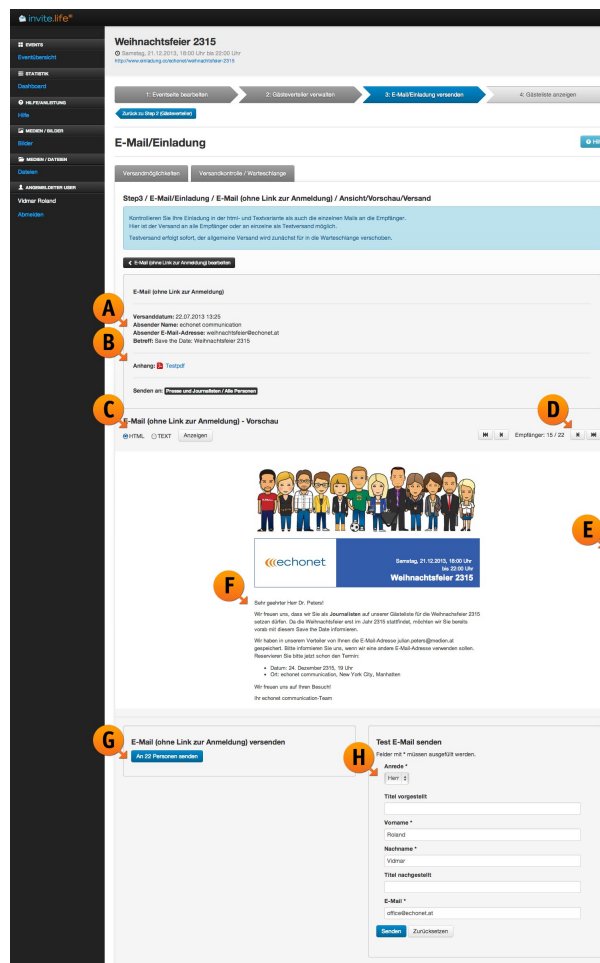 invite.life®
EVENTS
Eventübersicht
STATISTIK
Dashboard
HILFE/ANLEITUNG
Hilfe
MEDIEN / BILDER
Bilder
MEDIEN / DATEIEN
Dateien
ANGEMELDETER USER
Vidmar Roland
Abmelden
Weihnachtsfeier 2315
Samstag, 21.12.2013, 18:00 Uhr bis 22:00 Uhr
http://www.einladung.cc/echonet/weihnachtsfeier-2315
1: Eventseite bearbeiten
2: Gästeverteiler verwalten
3: E-Mail/Einladung versenden
4: Gästeliste anzeigen
Zurück zu Step 2 (Gästeverteiler)
E-Mail/Einladung
Versandmöglichkeiten
Versandkontrolle / Warteschlange
Step3 / E-Mail/Einladung / E-Mail (ohne Link zur Anmeldung) / Ansicht/Vorschau/Versand
Kontrollieren Sie Ihre Einladung in der html- und Textvariante als auch die einzelnen Mails an die Empfänger.
Hier ist der Versand an alle Empfänger oder an einzelne als Testversand möglich.
Testversand erfolgt sofort, der allgemeine Versand wird zunächst für in die Warteschlange verschoben.
E-Mail (ohne Link zur Anmeldung) bearbeiten
E-Mail (ohne Link zur Anmeldung)
A
Versanddatum: 22.07.2013 13:25
Absender Name: echonet communication
Absender E-Mail-Adresse: weihnachtsfeier@echonet.at
B
Betreff: Save the Date: Weihnachtsfeier 2315
Anhang: Testpdf
Senden an: Presse und Journalisten / Alle Personen
C
D
E-Mail (ohne Link zur Anmeldung) - Vorschau
HTML TEXT Anzeigen
Empfänger: 15 / 22
E
((echonet
Samstag, 21.12.2013, 18:00 Uhr
bis 22:00 Uhr
Weihnachtsfeier 2315
F
Sehr geehrter Herr Dr. Peters!
Wir freuen uns, dass wir Sie als Journalisten auf unserer Gästeliste für die Weihnachsfeier 2315
setzen dürfen. Da die Weihnachtsfeier erst im Jahr 2315 stattfindet, möchten wir Sie bereits
vorab mit diesem Save the Date informieren.
Wir haben in unserem Verteiler von Ihnen die E-Mail-Adresse julian.peters@medien.at
gespeichert. Bitte informieren Sie uns, wenn wir eine andere E-Mail-Adresse verwenden sollen.
Reservieren Sie bitte jetzt schon den Termin:
Datum: 24. Dezember 2315, 19 Uhr
Ort: echonet communication, New York City, Manhatten
Wir freuen uns auf Ihren Besuch!
Ihr echonet communication-Team
G
E-Mail (ohne Link zur Anmeldung) versenden
An 22 Personen senden
H
Test E-Mail senden
Felder mit * müssen ausgefüllt werden.
Anrede *
Herr
Titel vorgestellt
Vorname *
Roland
Nachname *
Vidmar
Titel nachgestellt
E-Mail *
office@echonet.at
Senden
Zurücksetzen